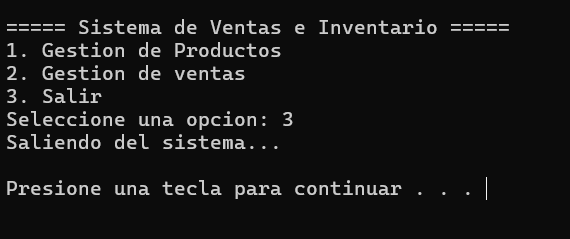 ===== Sistema de Ventas e Inventario =====
1. Gestion de Productos
2. Gestion de ventas
3. Salir
Seleccione una opcion: 3
Saliendo del sistema...
Presione una tecla para continuar . . .